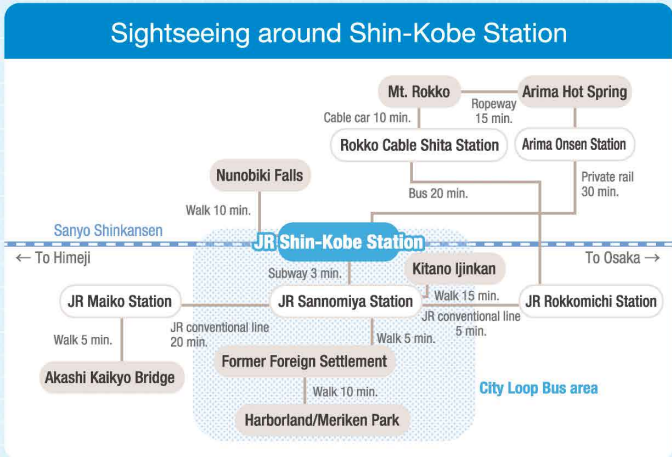 Sightseeing around Shin-Kobe Station
Mt. Rokko
Ropeway
15 min.
Arima Hot Spring
Cable car 10 min.
Rokko Cable Shita Station
Arima Onsen Station
Nunobiki Falls
Bus 20 min.
Private rail
30 min.
Walk 10 min.
Sanyo Shinkansen
JR Shin-Kobe Station
← To Himeji
To Osaka →
Subway 3 min.
Kitano Ijinkan
Walk 15 min.
JR Maiko Station
JR Sannomiya Station
JR Rokkomichi Station
JR conventional line
20 min.
JR conventional line
5 min.
Walk 5 min.
Walk 5 min.
Former Foreign Settlement
Akashi Kaikyo Bridge
Walk 10 min.
City Loop Bus area
Harborland/Meriken Park